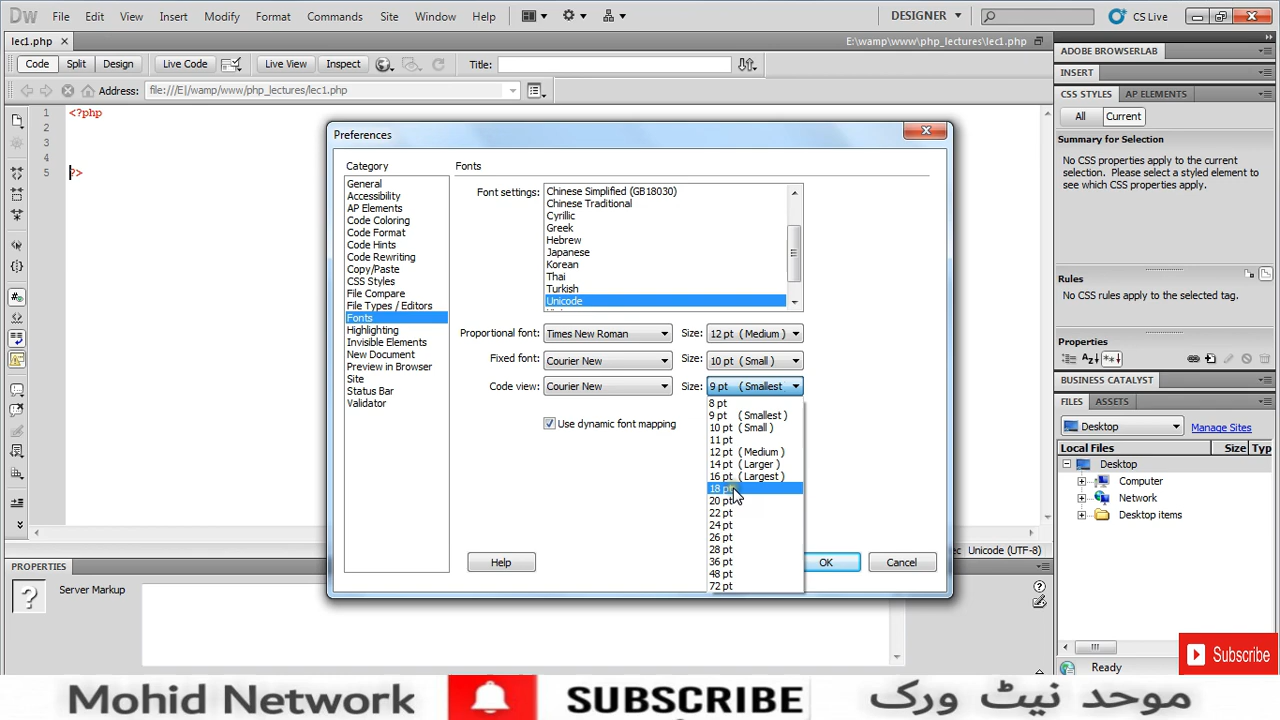 Dw File Edit View Insert Modify Format Commands Site Window Help DESIGNER CS Live
lec1.php E:\wamp\www\php_lectures\lec1.php
Code Split Design Live Code Live View Inspect Title:
Address: file:///E|/wamp/www/php_lectures/lec1.php
1 <?php
2
3
4
5 ?>
Preferences
Category
General
Accessibility
AP Elements
Code Coloring
Code Format
Code Hints
Code Rewriting
Copy/Paste
CSS Styles
File Compare
File Types / Editors
Fonts
Highlighting
Invisible Elements
New Document
Preview in Browser
Site
Status Bar
Validator
Fonts
Font settings:
Chinese Simplified (GB18030)
Chinese Traditional
Cyrillic
Greek
Hebrew
Japanese
Korean
Thai
Turkish
Unicode
Proportional font: Times New Roman Size: 12 pt ( Medium )
Fixed font: Courier New Size: 10 pt ( Small )
Code view: Courier New Size: 9 pt ( Smallest
Use dynamic font mapping
8 pt
9 pt ( Smallest )
10 pt ( Small )
11 pt
12 pt ( Medium )
14 pt ( Larger )
16 pt ( Largest )
18 pt
20 pt
22 pt
24 pt
26 pt
28 pt
36 pt
48 pt
72 pt
Help OK Cancel
Unicode (UTF-8)
PROPERTIES
? Server Markup
ADOBE BROWSERLAB
INSERT
CSS STYLES AP ELEMENTS
All Current
Summary for Selection
No CSS properties apply to the current
selection. Please select a styled element
to see which CSS properties apply.
Rules
No CSS rules apply to the selected tag.
Properties
BUSINESS CATALYST
FILES ASSETS
Desktop Manage Sites
Local Files Size Typ
Desktop
Computer
Network
Desktop items
Ready
Subscribe
Mohid Network SUBSCRIBE موحد نیٹ ورک